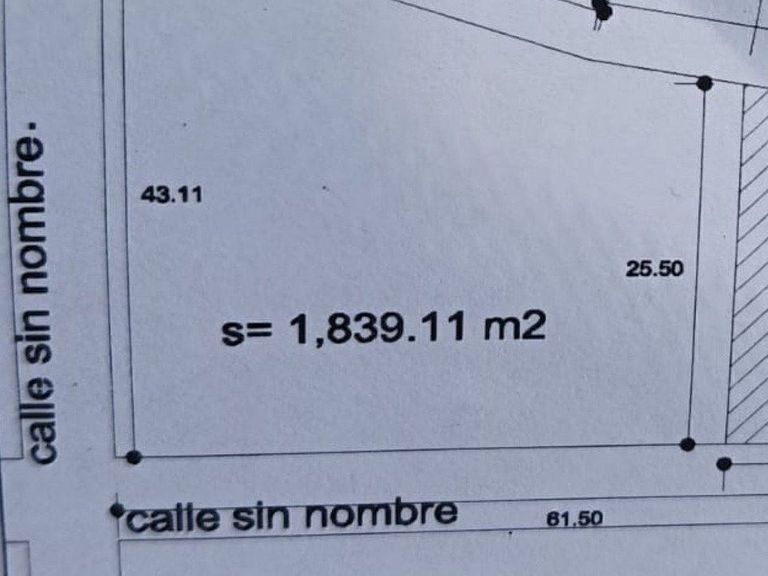 calle sin nombre.
43.11
25.50
s= 1,839.11 m2
calle sin nombre
61.50